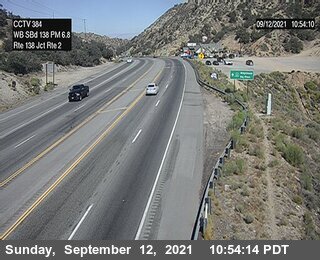 CCTV 384
WB SBd 138 PM 6.8
Rte 138 Jct Rte 2
09/12/2021 10:54:10
Sunday, September 12, 2021 10:54:14 PDT